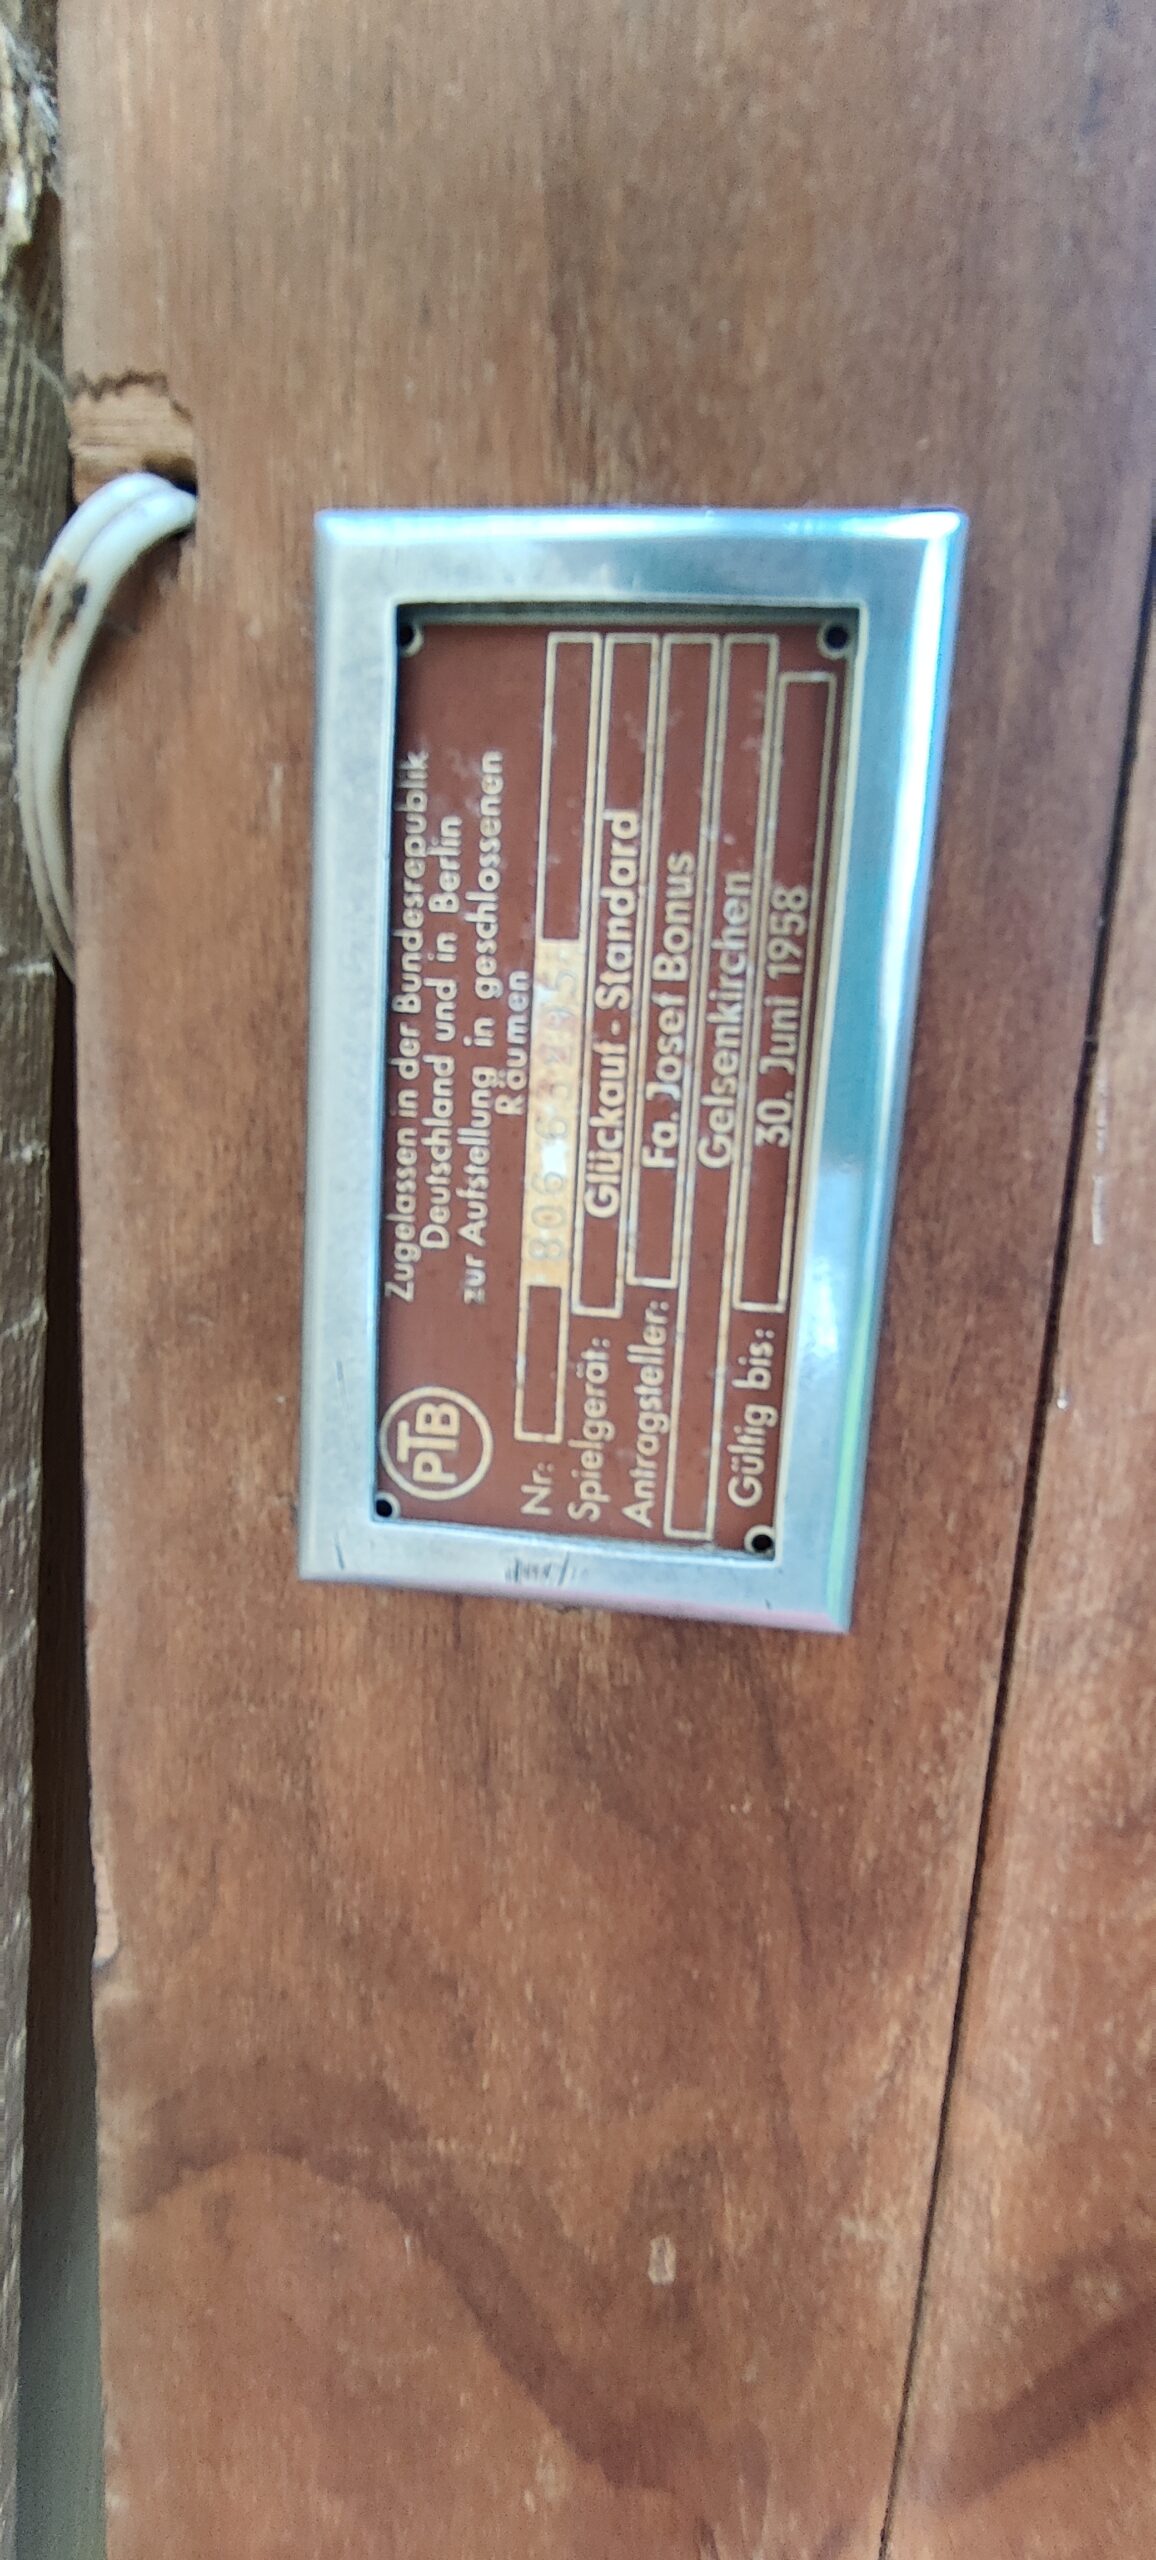 PTB
Zugelassen in der Bundesrepublik
Deutschland und in Berlin
zur Aufstellung in geschlossenen
Räumen
Nr:
Spielgerät: Glückauf - Standard
Antragsteller: Fa. Josef Bonus
Gelsenkirchen
Gültig bis: 30. Juni 1958